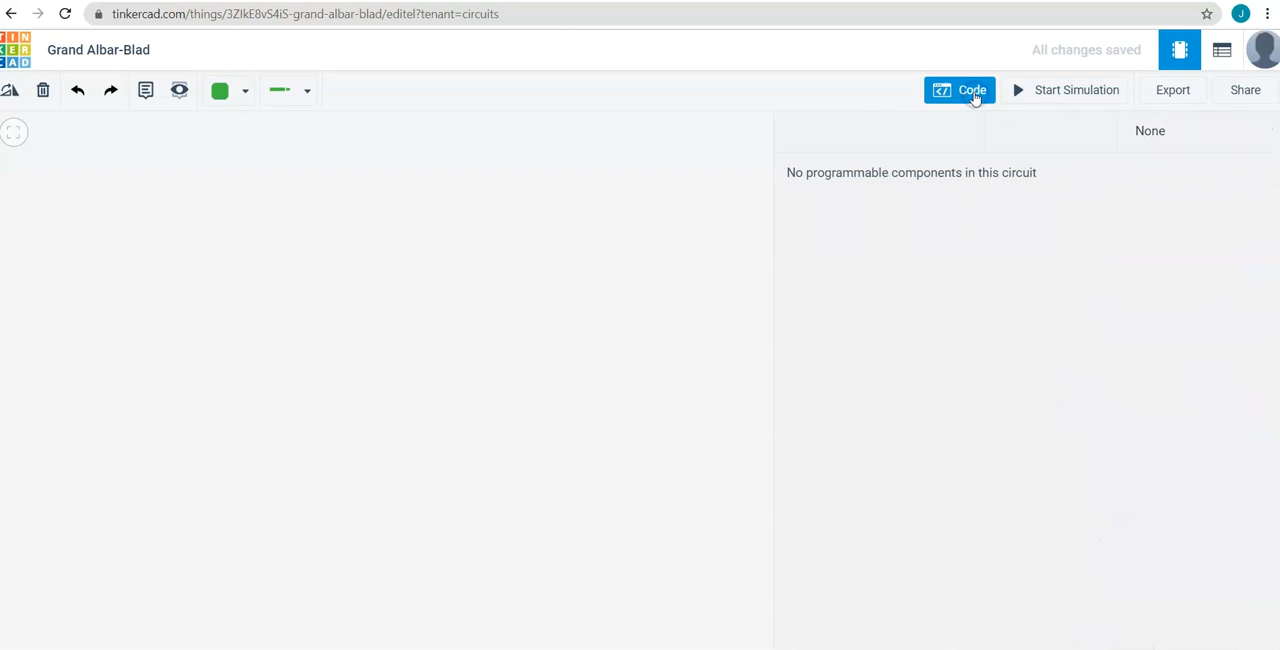 tinkercad.com/things/3ZIkE8vS4iS-grand-albar-blad/editel?tenant=circuits
J
TIN
KER
CAD
Grand Albar-Blad
All changes saved
Code
Start Simulation
Export
Share
None
No programmable components in this circuit